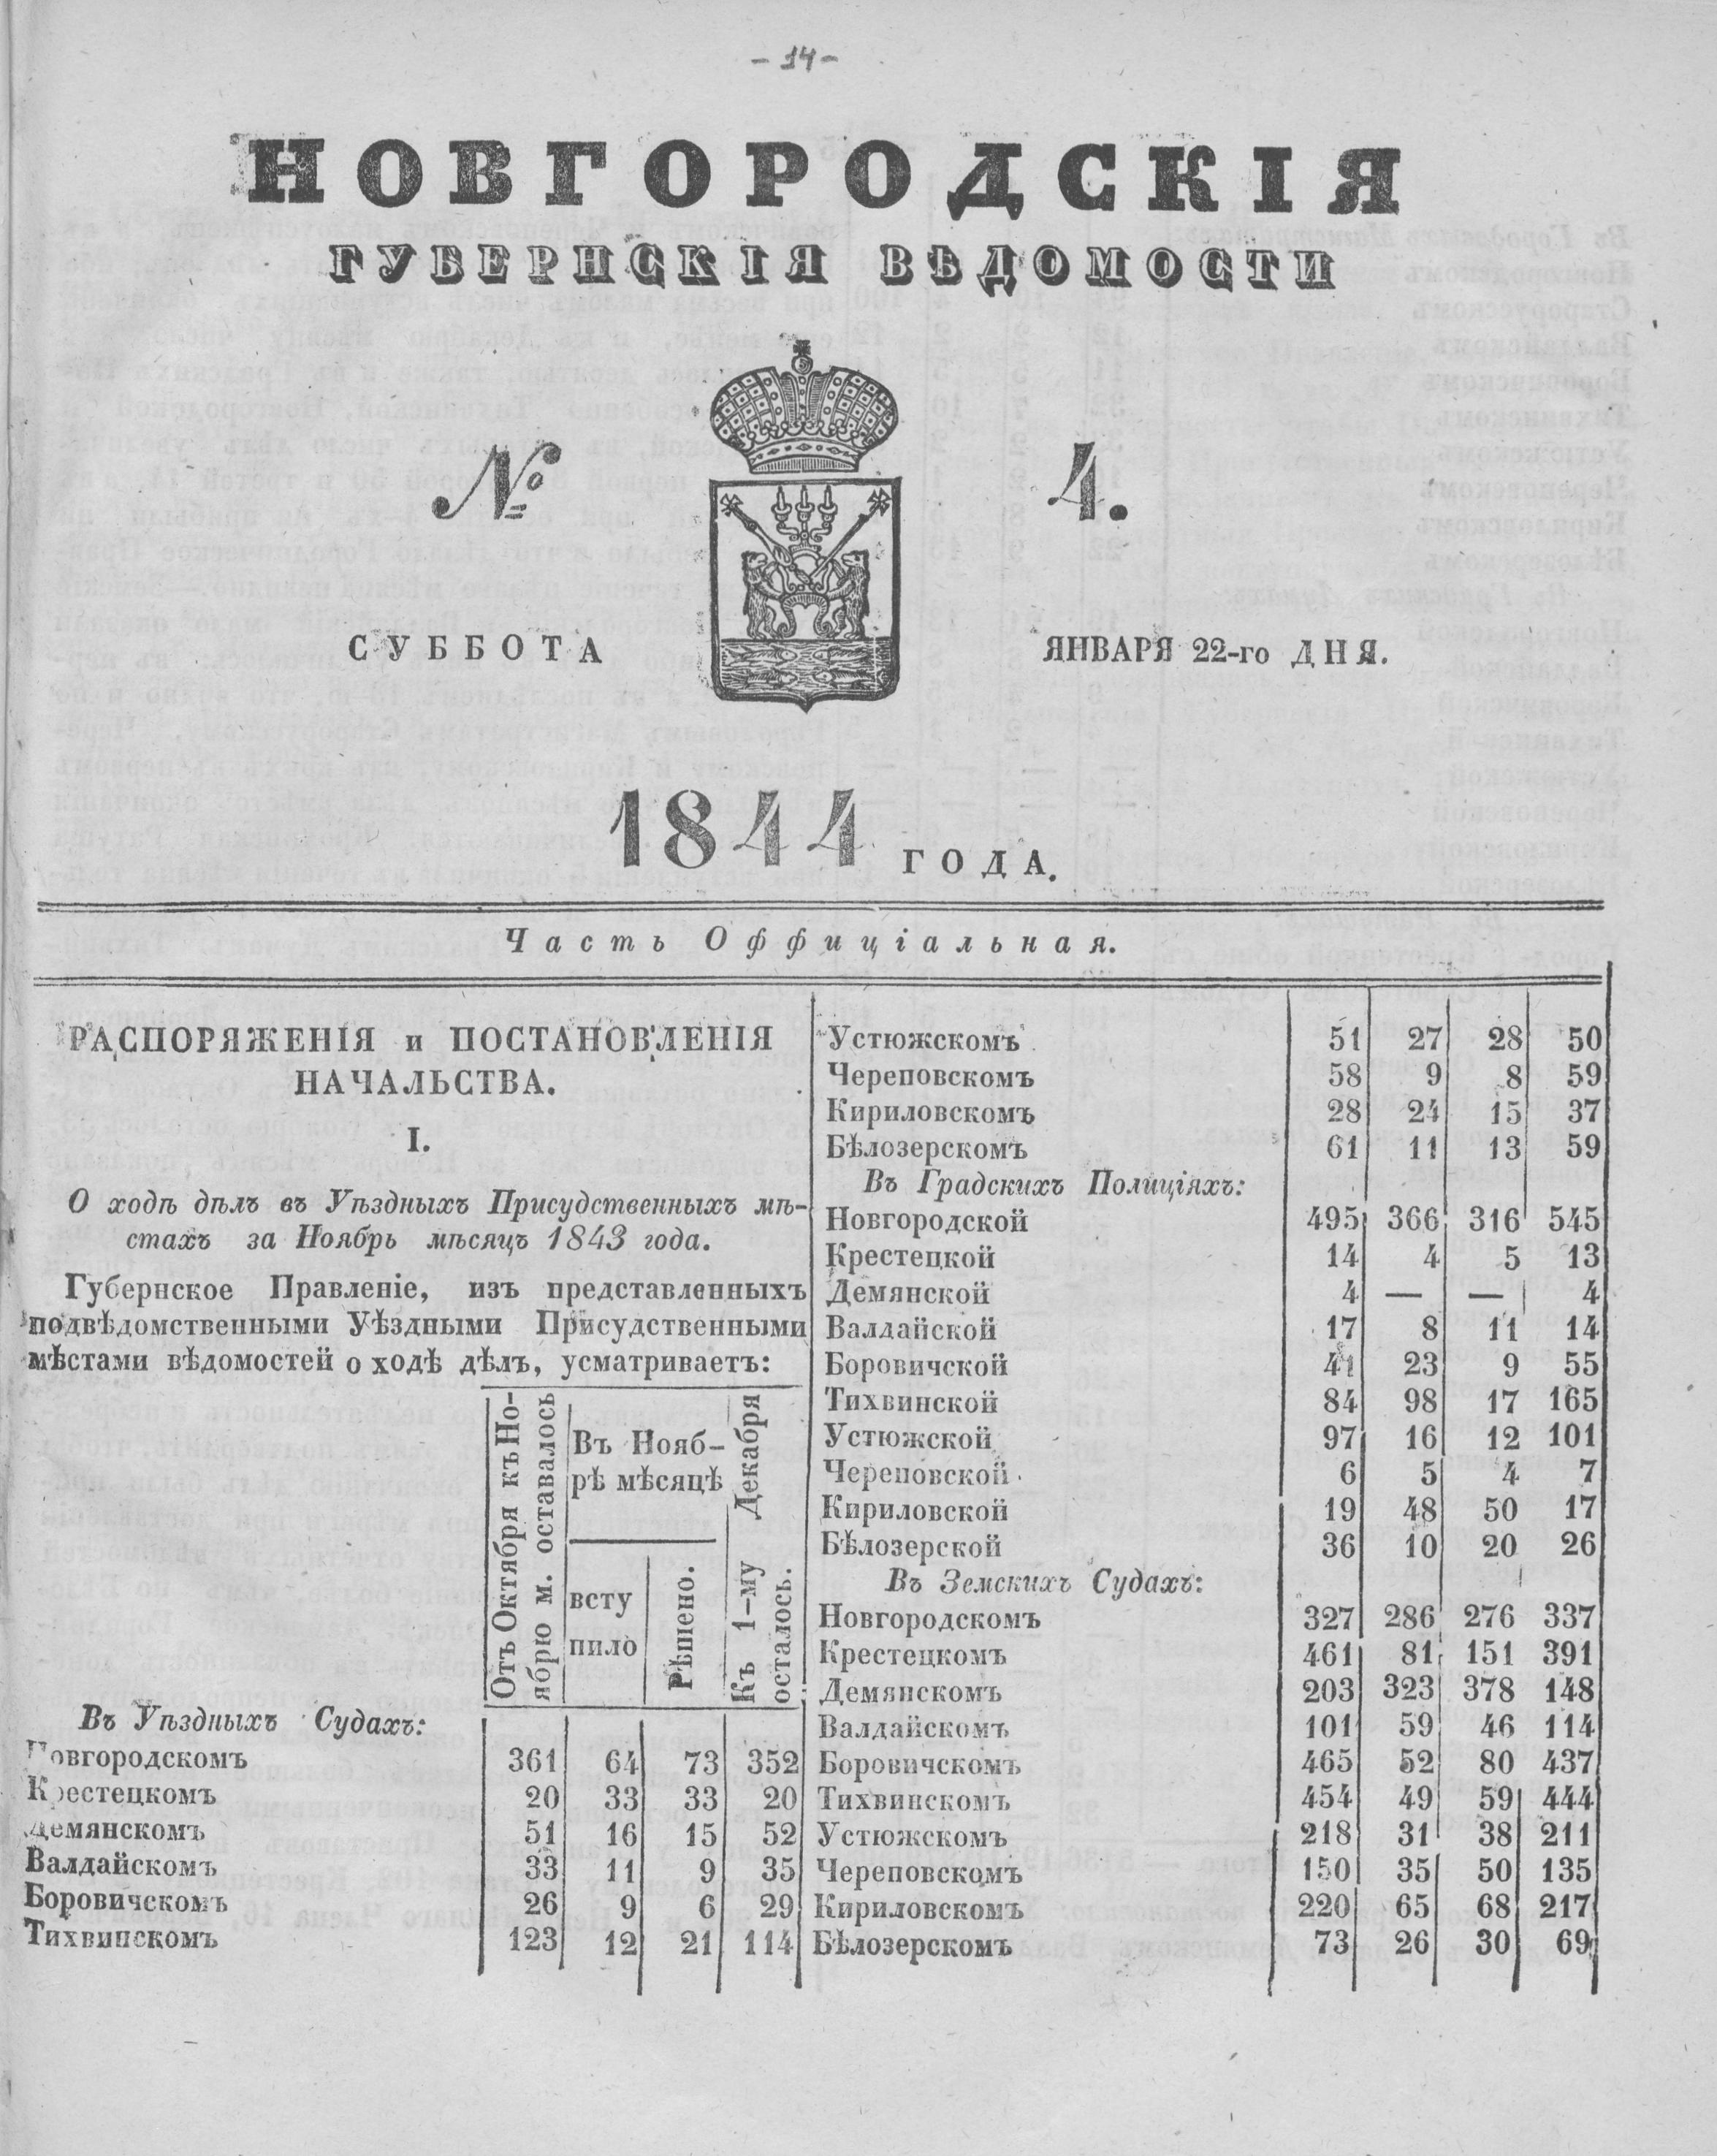 - 14 -
НОВГОРОДСКІЯ
ГУБЕРНСКІЯ ВѢДОМОСТИ
№ 4.
СУББОТА ЯНВАРЯ 22-го ДНЯ.
1844 ГОДА.
Часть Оффиціальная.
РАСПОРЯЖЕНІЯ и ПОСТАНОВЛЕНІЯ
НАЧАЛЬСТВА.
I.
О ходѣ дѣлъ въ Уѣздныхъ Присудственныхъ мѣ-
стахъ за Ноябрь мѣсяцъ 1843 года.
Губернское Правленіе, изъ представленныхъ
подвѣдомственными Уѣздными Присудственными
мѣстами вѣдомостей о ходѣ дѣлъ, усматриваетъ:
Отъ Октября къ Но-
ябрю м. оставалось
Въ Нояб-
рѣ мѣсяцѣ
всту
пило
Рѣшено.
Къ 1-му Декабря
осталось.
Въ Уѣздныхъ Судахъ:
Новгородскомъ 361 64 73 352
Крестецкомъ 20 33 33 20
Демянскомъ 51 16 15 52
Валдайскомъ 33 11 9 35
Боровичскомъ 26 9 6 29
Тихвинскомъ 123 12 21 114
Устюжскомъ 51 27 28 50
Череповскомъ 58 9 8 59
Кириловскомъ 28 24 15 37
Бѣлозерскомъ 61 11 13 59
Въ Градскихъ Полиціяхъ:
Новгородской 495 366 316 545
Крестецкой 14 4 5 13
Демянской 4 — — 4
Валдайской 17 8 11 14
Боровичской 41 23 9 55
Тихвинской 84 98 17 165
Устюжской 97 16 12 101
Череповской 6 5 4 7
Кириловской 19 48 50 17
Бѣлозерской 36 10 20 26
Въ Земскихъ Судахъ:
Новгородскомъ 327 286 276 337
Крестецкомъ 461 81 151 391
Демянскомъ 203 323 378 148
Валдайскомъ 101 59 46 114
Боровичскомъ 465 52 80 437
Тихвинскомъ 454 49 59 444
Устюжскомъ 218 31 38 211
Череповскомъ 150 35 50 135
Кириловскомъ 220 65 68 217
Бѣлозерскомъ 73 26 30 69